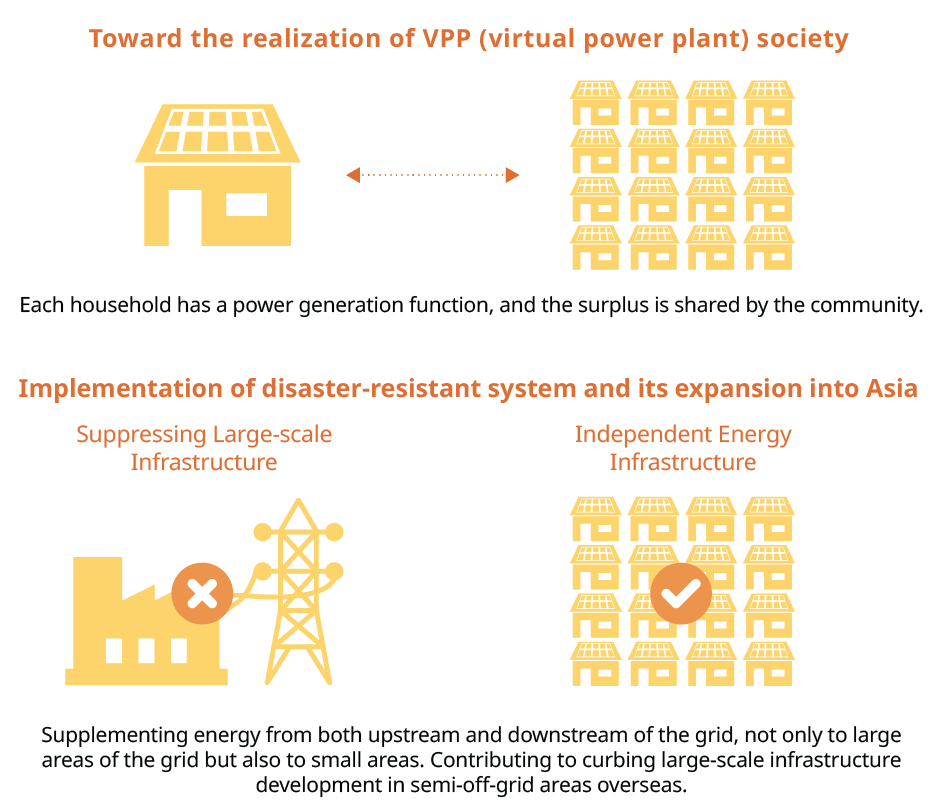 Toward the realization of VPP (virtual power plant) society
Each household has a power generation function, and the surplus is shared by the community.
Implementation of disaster-resistant system and its expansion into Asia
Suppressing Large-scale
Infrastructure
Independent Energy
Infrastructure
Supplementing energy from both upstream and downstream of the grid, not only to large
areas of the grid but also to small areas. Contributing to curbing large-scale infrastructure
development in semi-off-grid areas overseas.